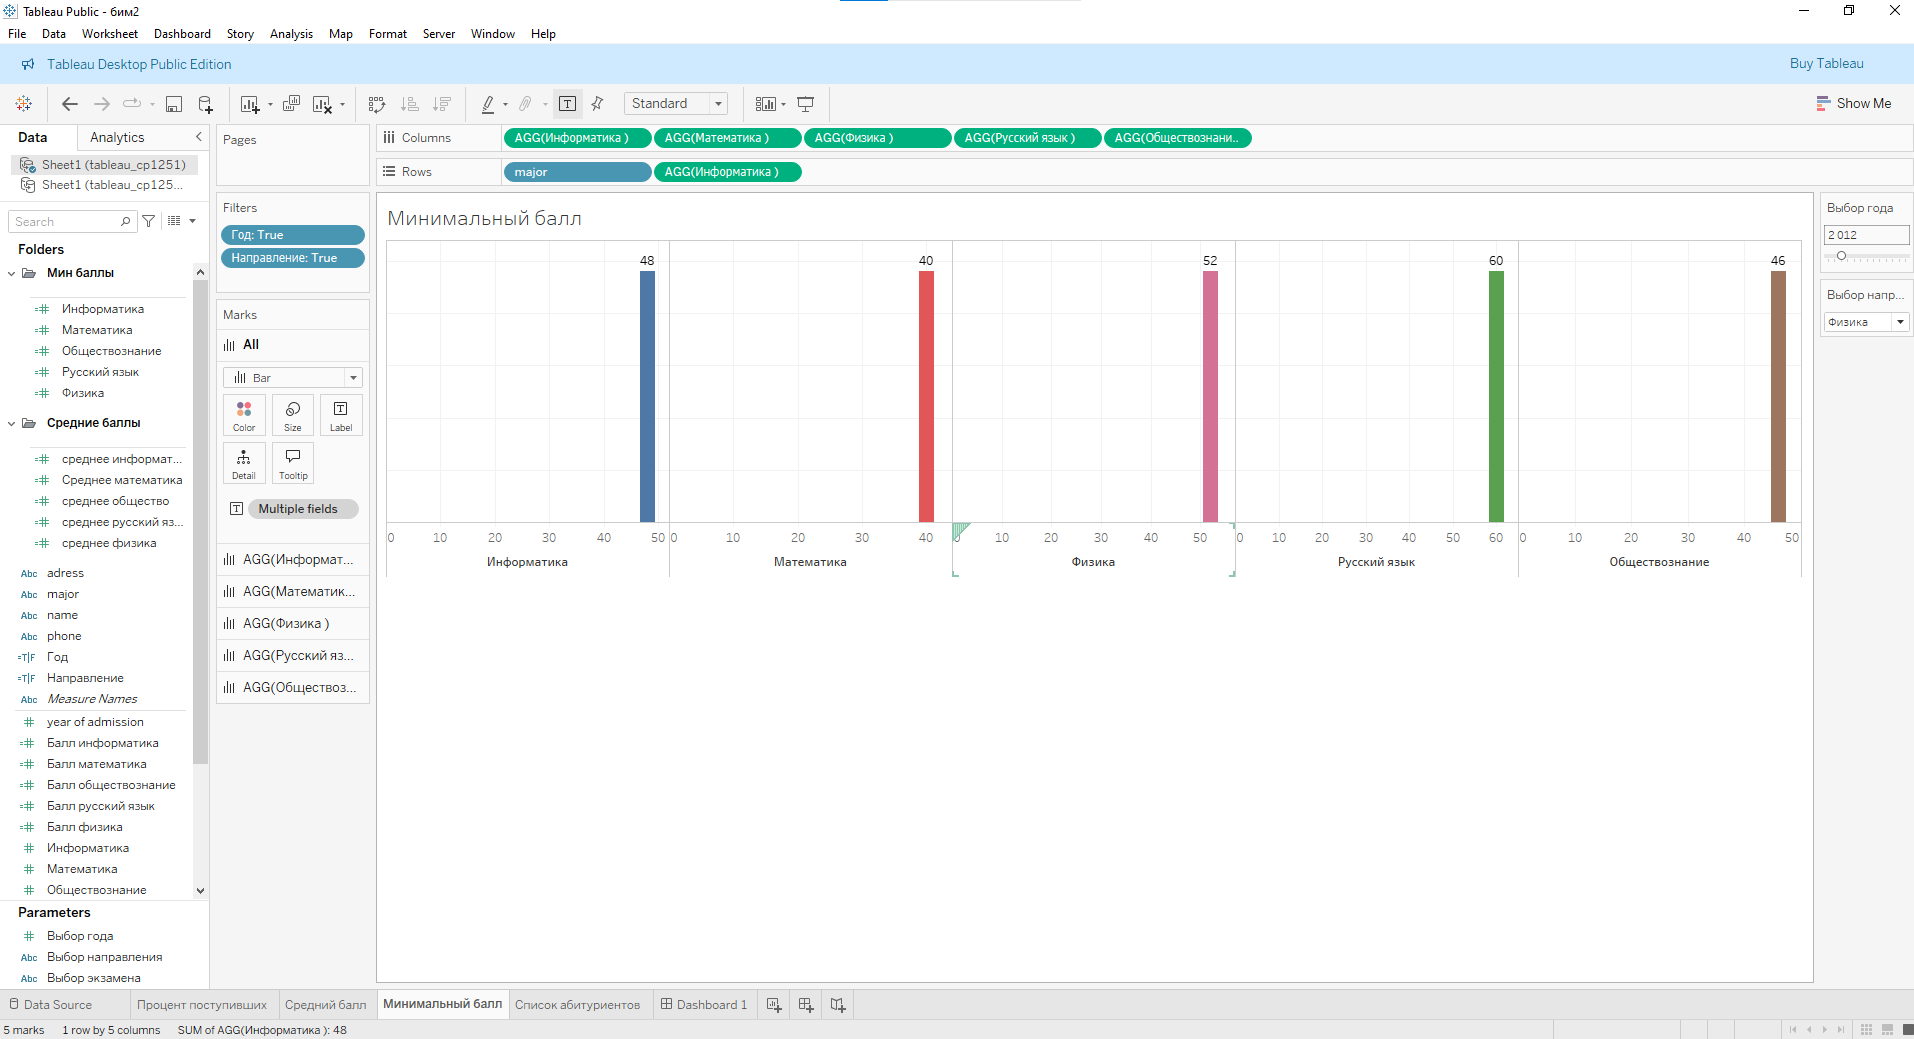 Tableau Public - бим2
File Data Worksheet Dashboard Story Analysis Map Format Server Window Help
Tableau Desktop Public Edition
Buy Tableau
Standard
Show Me
Data
Analytics
Sheet1 (tableau_cp1251)
Sheet1 (tableau_cp125...
Search
Folders
Мин баллы
Информатика
Математика
Обществознание
Русский язык
Физика
Средние баллы
среднее информат...
Среднее математика
среднее общество
среднее русский яз...
среднее физика
Abc adress
Abc major
Abc name
Abc phone
=T|F Год
=T|F Направление
Abc Measure Names
year of admission
Балл информатика
Балл математика
Балл обществознание
Балл русский язык
Балл физика
Информатика
Математика
Обществознание
Parameters
Выбор года
Abc Выбор направления
Abc Выбор экзамена
Pages
Filters
Год: True
Направление: True
Marks
All
Bar
Color
Size
Label
Detail
Tooltip
Multiple fields
AGG(Информат...
AGG(Математик...
AGG(Физика )
AGG(Русский яз...
AGG(Обществоз...
Columns
AGG(Информатика )
AGG(Математика )
AGG(Физика )
AGG(Русский язык )
AGG(Обществознани..
Rows
major
AGG(Информатика )
Минимальный балл
48 40 52 60 46
0 10 20 30 40 50
0 10 20 30 40
0 10 20 30 40 50
0 10 20 30 40 50 60
0 10 20 30 40 50
Информатика
Математика
Физика
Русский язык
Обществознание
Выбор года
2 012
Выбор напр...
Физика
Data Source
Процент поступивших
Средний балл
Минимальный балл
Список абитуриентов
Dashboard 1
5 marks
1 row by 5 columns
SUM of AGG(Информатика ): 48